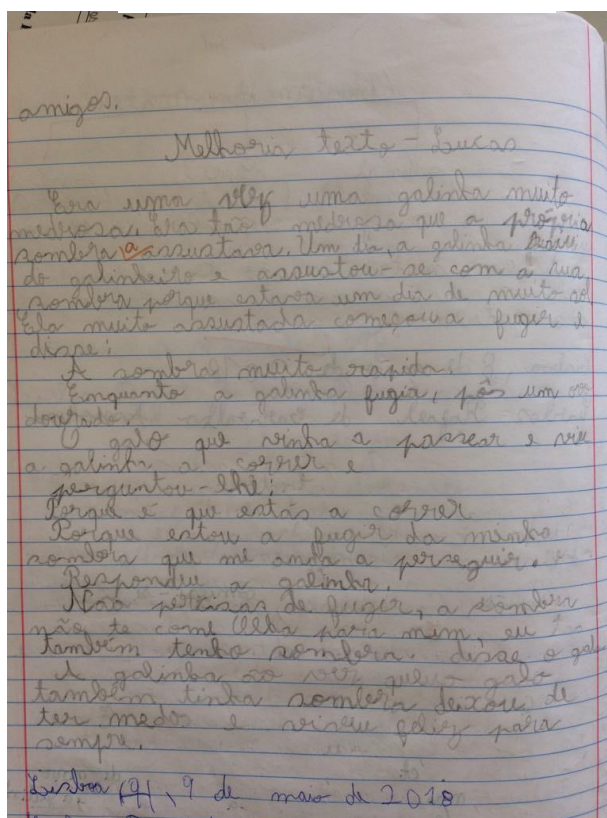 amigos.
Melhoria texto - Lucas
Era uma vez uma galinha muito
medrosa, era tão medrosa que a própria
sombra a assustava. Um dia, a galinha saiu
do galinheiro e assustou-se com a sua
sombra porque estava um dia de muito sol
Ela muito assustada começou a fugir e
disse:
A sombra muito rápida
Enquanto a galinha fugia, pôs um ovo
dourado
O galo que vinha a passear e viu
a galinha a correr e
perguntou-lhe:
Porque é que estás a correr
Porque estou a fugir da minha
sombra que me anda a perseguir.
Respondeu a galinha.
Não precisas de fugir, a sombra
não te come Olha para mim, eu
também tenho sombra. disse o galo
A galinha ao ver que o galo
também tinha sombra deixou de
ter medo e viveu feliz para
sempre.
Lisboa, 9 de maio de 2018